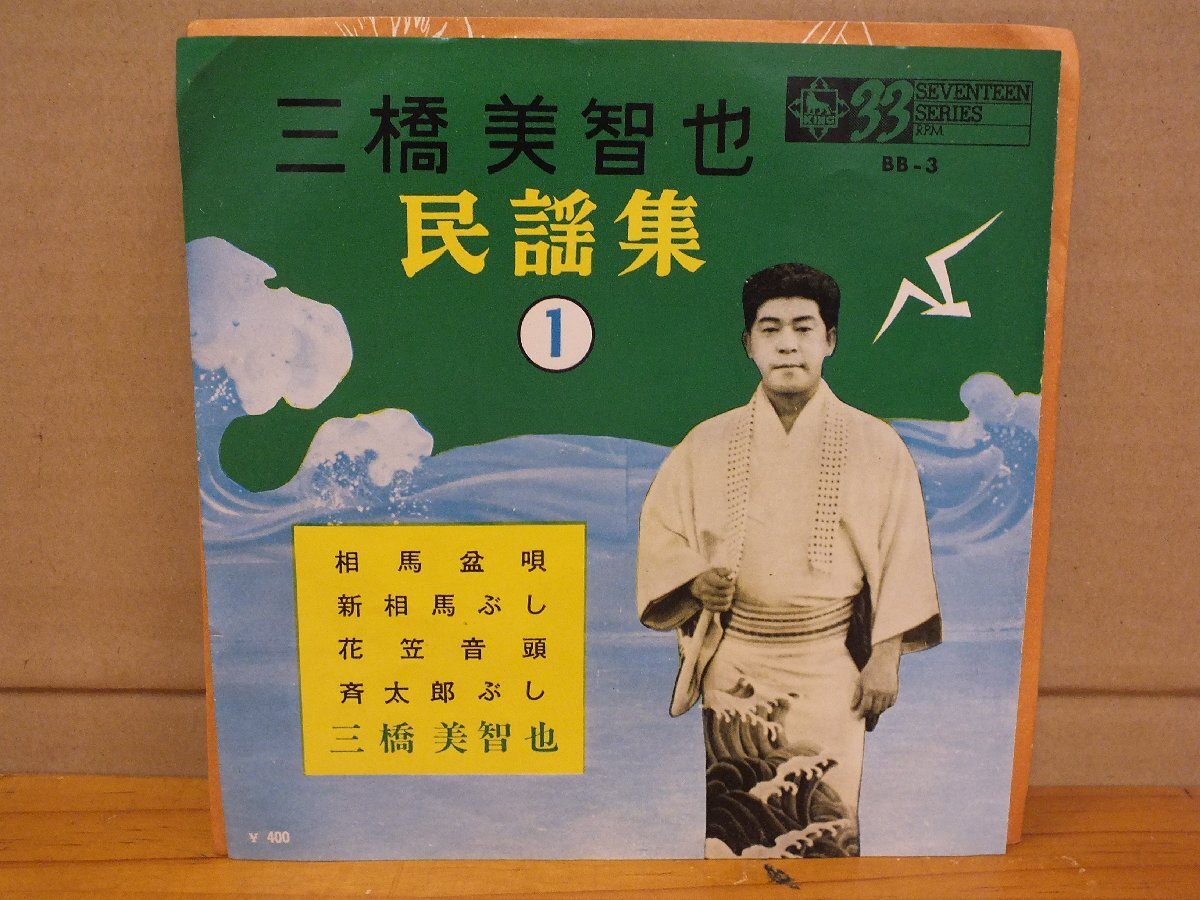 三橋美智也
民謡集
1
KING
33
SEVENTEEN
SERIES
R.P.M.
BB-3
相馬盆唄
新相馬ぶし
花笠音頭
斉太郎ぶし
三橋美智也
¥ 400